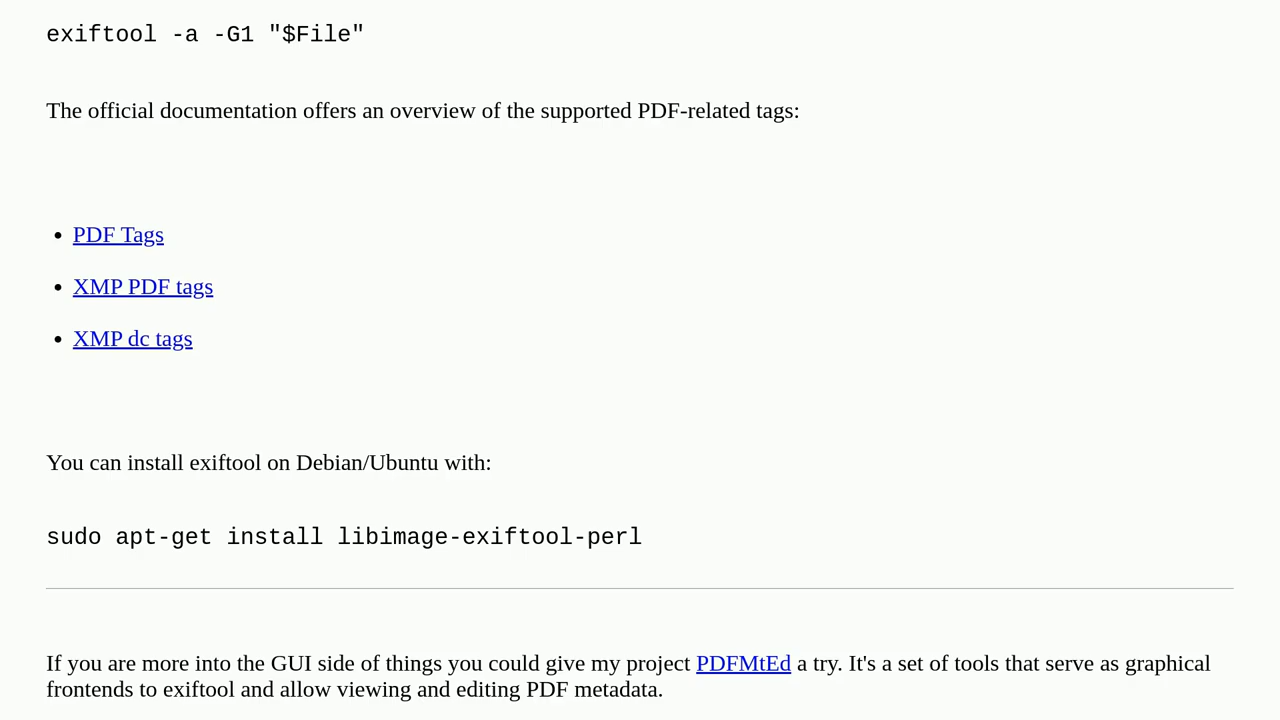 exiftool -a -G1 "$File"
The official documentation offers an overview of the supported PDF-related tags:
• PDF Tags
• XMP PDF tags
• XMP dc tags
You can install exiftool on Debian/Ubuntu with:
sudo apt-get install libimage-exiftool-perl
If you are more into the GUI side of things you could give my project PDFMtEd a try. It's a set of tools that serve as graphical
frontends to exiftool and allow viewing and editing PDF metadata.